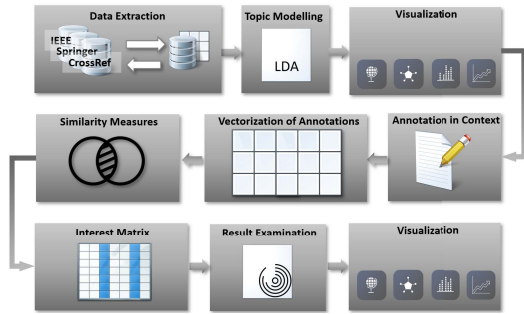 Data Extraction
IEEE
Springer
CrossRef
Topic Modelling
LDA
Visualization
Similarity Measures
Vectorization of Annotations
Annotation in Context
Interest Matrix
Result Examination
Visualization